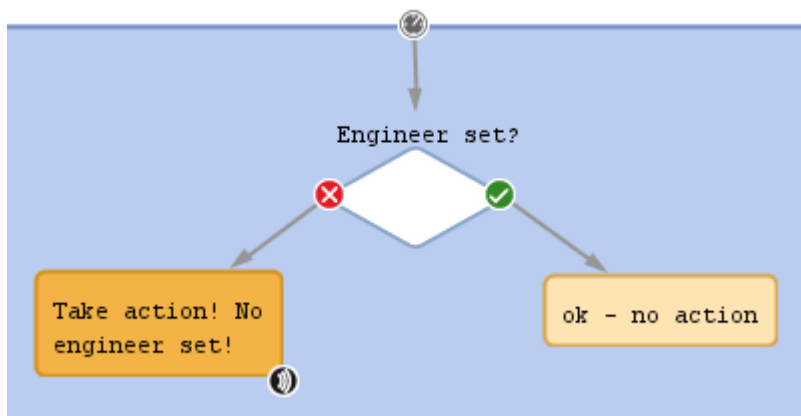 Engineer set?
Take action! No
engineer set!
ok - no action